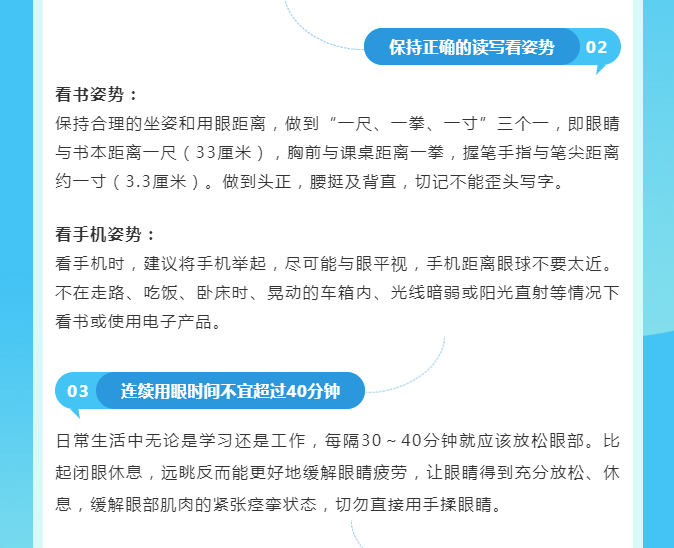 保持正确的读写看姿势 02
看书姿势：
保持合理的坐姿和用眼距离，做到“一尺、一拳、一寸”三个一，即眼睛
与书本距离一尺（33厘米），胸前与课桌距离一拳，握笔手指与笔尖距离
约一寸（3.3厘米）。做到头正，腰挺及背直，切记不能歪头写字。
看手机姿势：
看手机时，建议将手机举起，尽可能与眼平视，手机距离眼球不要太近。
不在走路、吃饭、卧床时、晃动的车箱内、光线暗弱或阳光直射等情况下
看书或使用电子产品。
03 连续用眼时间不宜超过40分钟
日常生活中无论是学习还是工作，每隔30～40分钟就应该放松眼部。比
起闭眼休息，远眺反而能更好地缓解眼睛疲劳，让眼睛得到充分放松、休
息，缓解眼部肌肉的紧张痉挛状态，切勿直接用手揉眼睛。